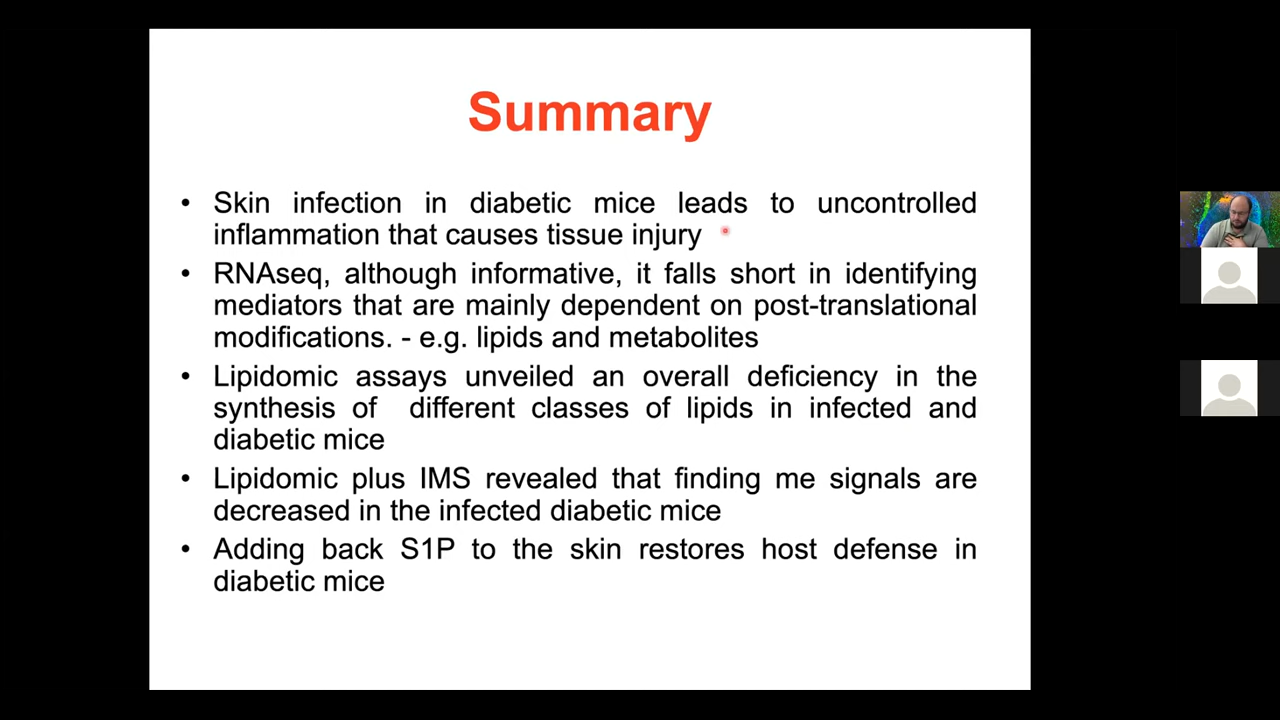 Summary
• Skin infection in diabetic mice leads to uncontrolled
inflammation that causes tissue injury
• RNAseq, although informative, it falls short in identifying
mediators that are mainly dependent on post-translational
modifications. - e.g. lipids and metabolites
• Lipidomic assays unveiled an overall deficiency in the
synthesis of different classes of lipids in infected and
diabetic mice
• Lipidomic plus IMS revealed that finding me signals are
decreased in the infected diabetic mice
• Adding back S1P to the skin restores host defense in
diabetic mice